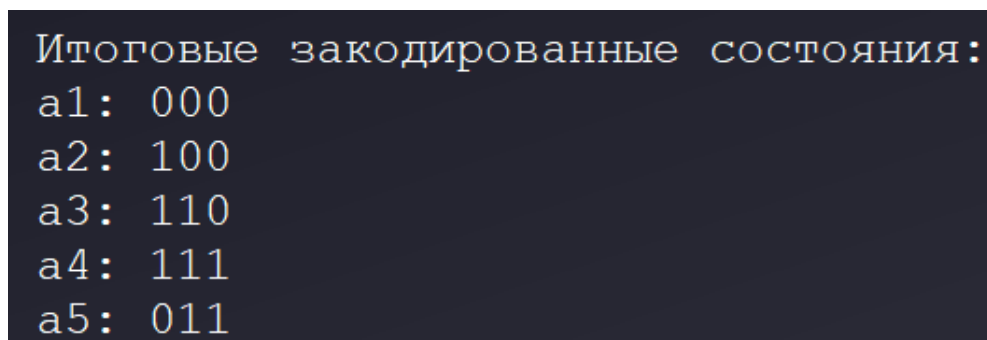 Итоговые закодированные состояния:
a1: 000
a2: 100
a3: 110
a4: 111
a5: 011